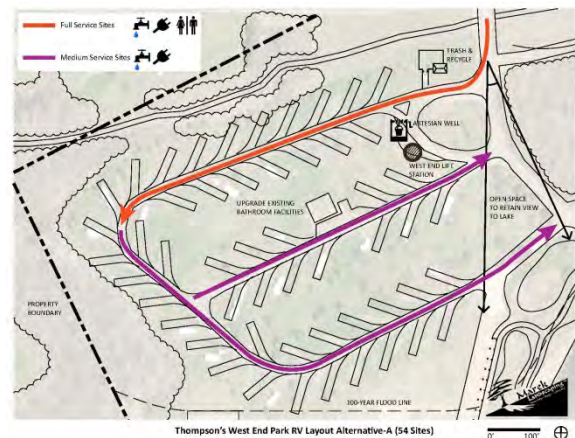 Full Service Sites
Medium Service Sites
TRASH &
RECYCLE
ARTESIAN WELL
WEST END LIFT
STATION
UPGRADE EXISTING
BATHROOM FACILITIES
OPEN SPACE
TO RETAIN VIEW
TO LAKE
PROPERTY
BOUNDARY
100-YEAR FLOOD LINE
Marek
Landscaping
Thompson's West End Park RV Layout Alternative-A (54 Sites)
0' 100'